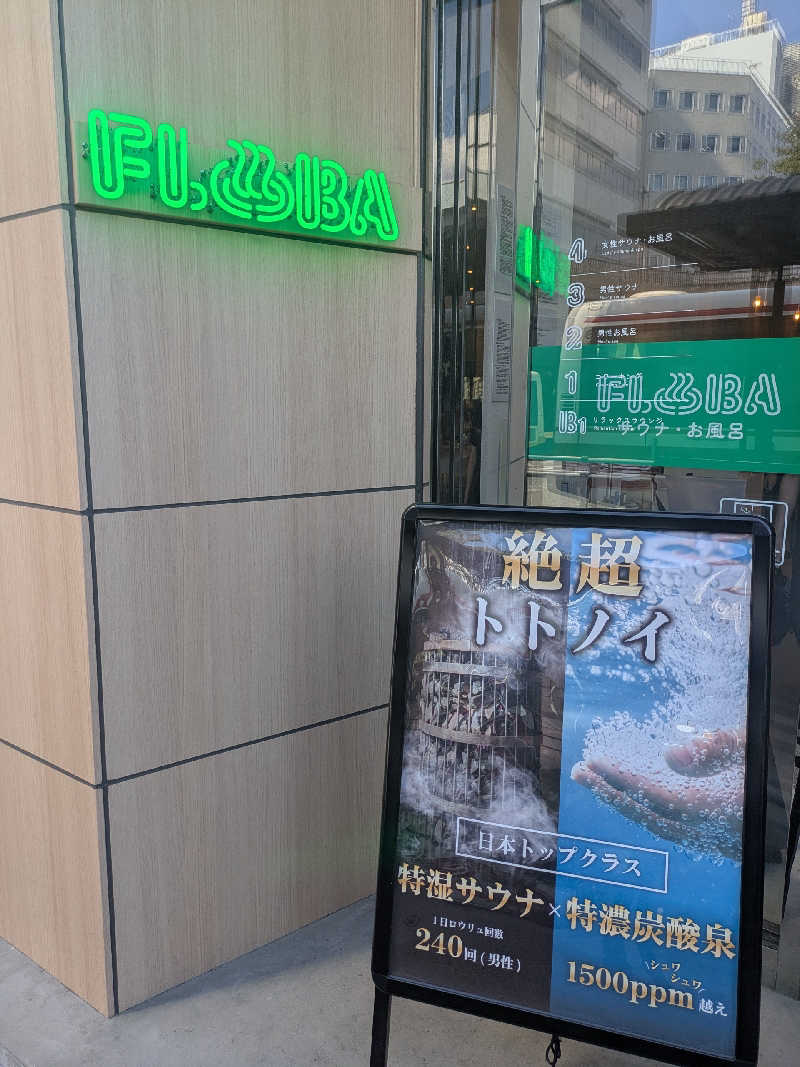 FLOBA
4 女性サウナ・お風呂
3 男性サウナ
2 男性お風呂
1
B1 リラックスラウンジ
FLOBA
サウナ・お風呂
絶超
トトノイ
日本トップクラス
特湿サウナ×特濃炭酸泉
1日ロウリュ回数
240回(男性)
シュワ
シュワ
1500ppm越え